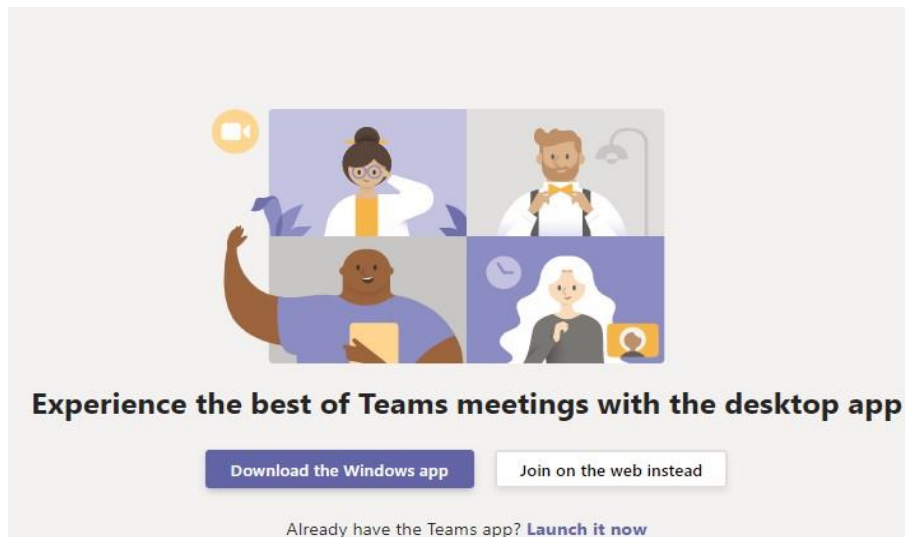 Experience the best of Teams meetings with the desktop app
Download the Windows app
Join on the web instead
Already have the Teams app? Launch it now